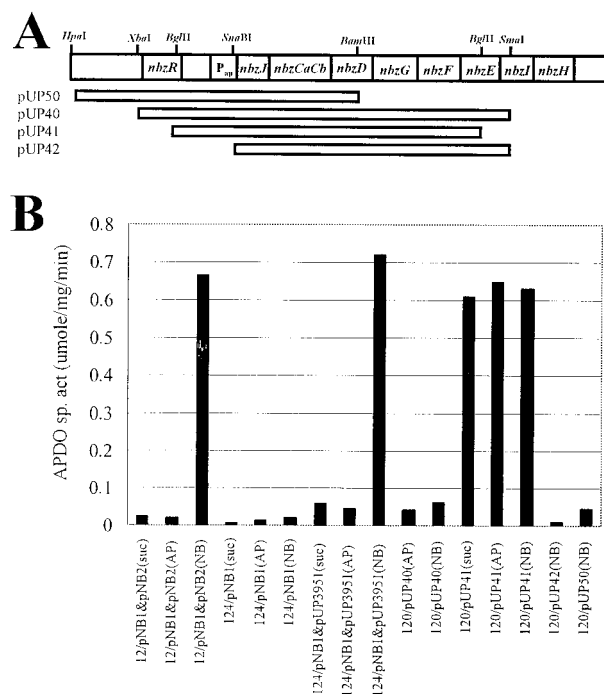 A
HpaI XbaI BglII SnaBI BamHI BglII SmaI
nbzR Pap nbzJ nbzCaCb nbzD nbzG nbzF nbzE nbzI nbzH
pUP50
pUP40
pUP41
pUP42
B
APDO sp. act (umole/mg/min)
0.8
0.7
0.6
0.5
0.4
0.3
0.2
0.1
0
12/pNB1&pNB2(suc)
12/pNB1&pNB2(AP)
12/pNB1&pNB2(NB)
124/pNB1(suc)
124/pNB1(AP)
124/pNB1(NB)
124/pNB1&pUP3951(suc)
124/pNB1&pUP3951(AP)
124/pNB1&pUP3951(NB)
120/pUP40(AP)
120/pUP40(NB)
120/pUP41(suc)
120/pUP41(AP)
120/pUP41(NB)
120/pUP42(NB)
120/pUP50(NB)